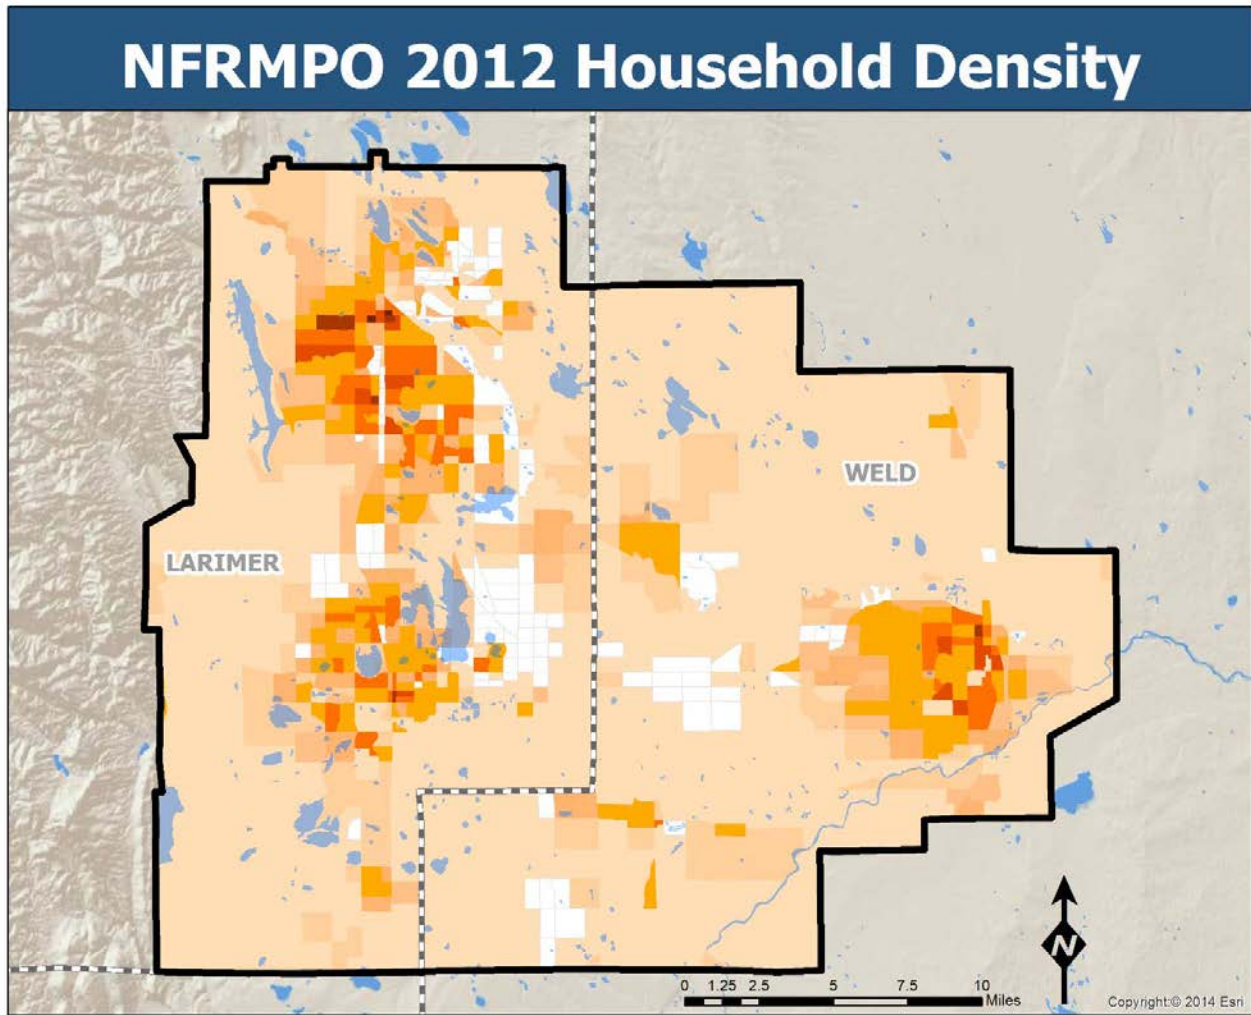 NFRMPO 2012 Household Density
WELD
LARIMER
N
0 1.25 2.5 5 7.5 10
Miles
Copyright:© 2014 Esri